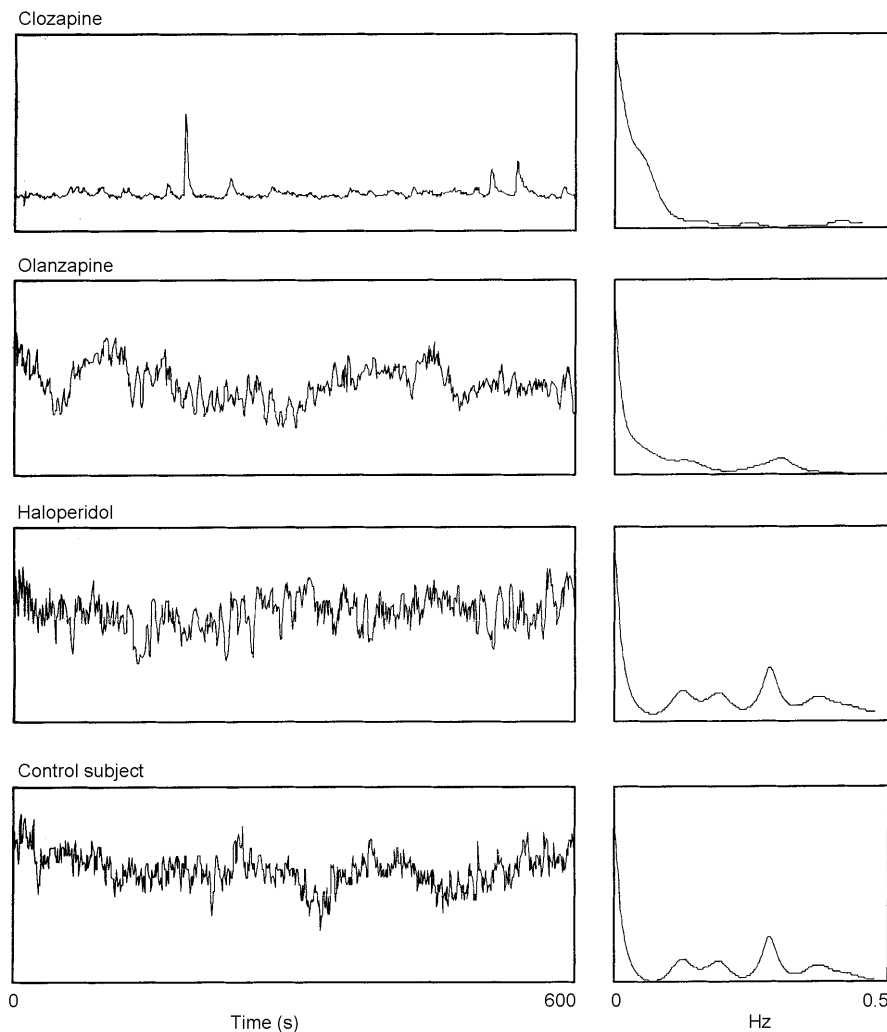 Clozapine
Olanzapine
Haloperidol
Control subject
0 600 0 0.5
Time (s) Hz